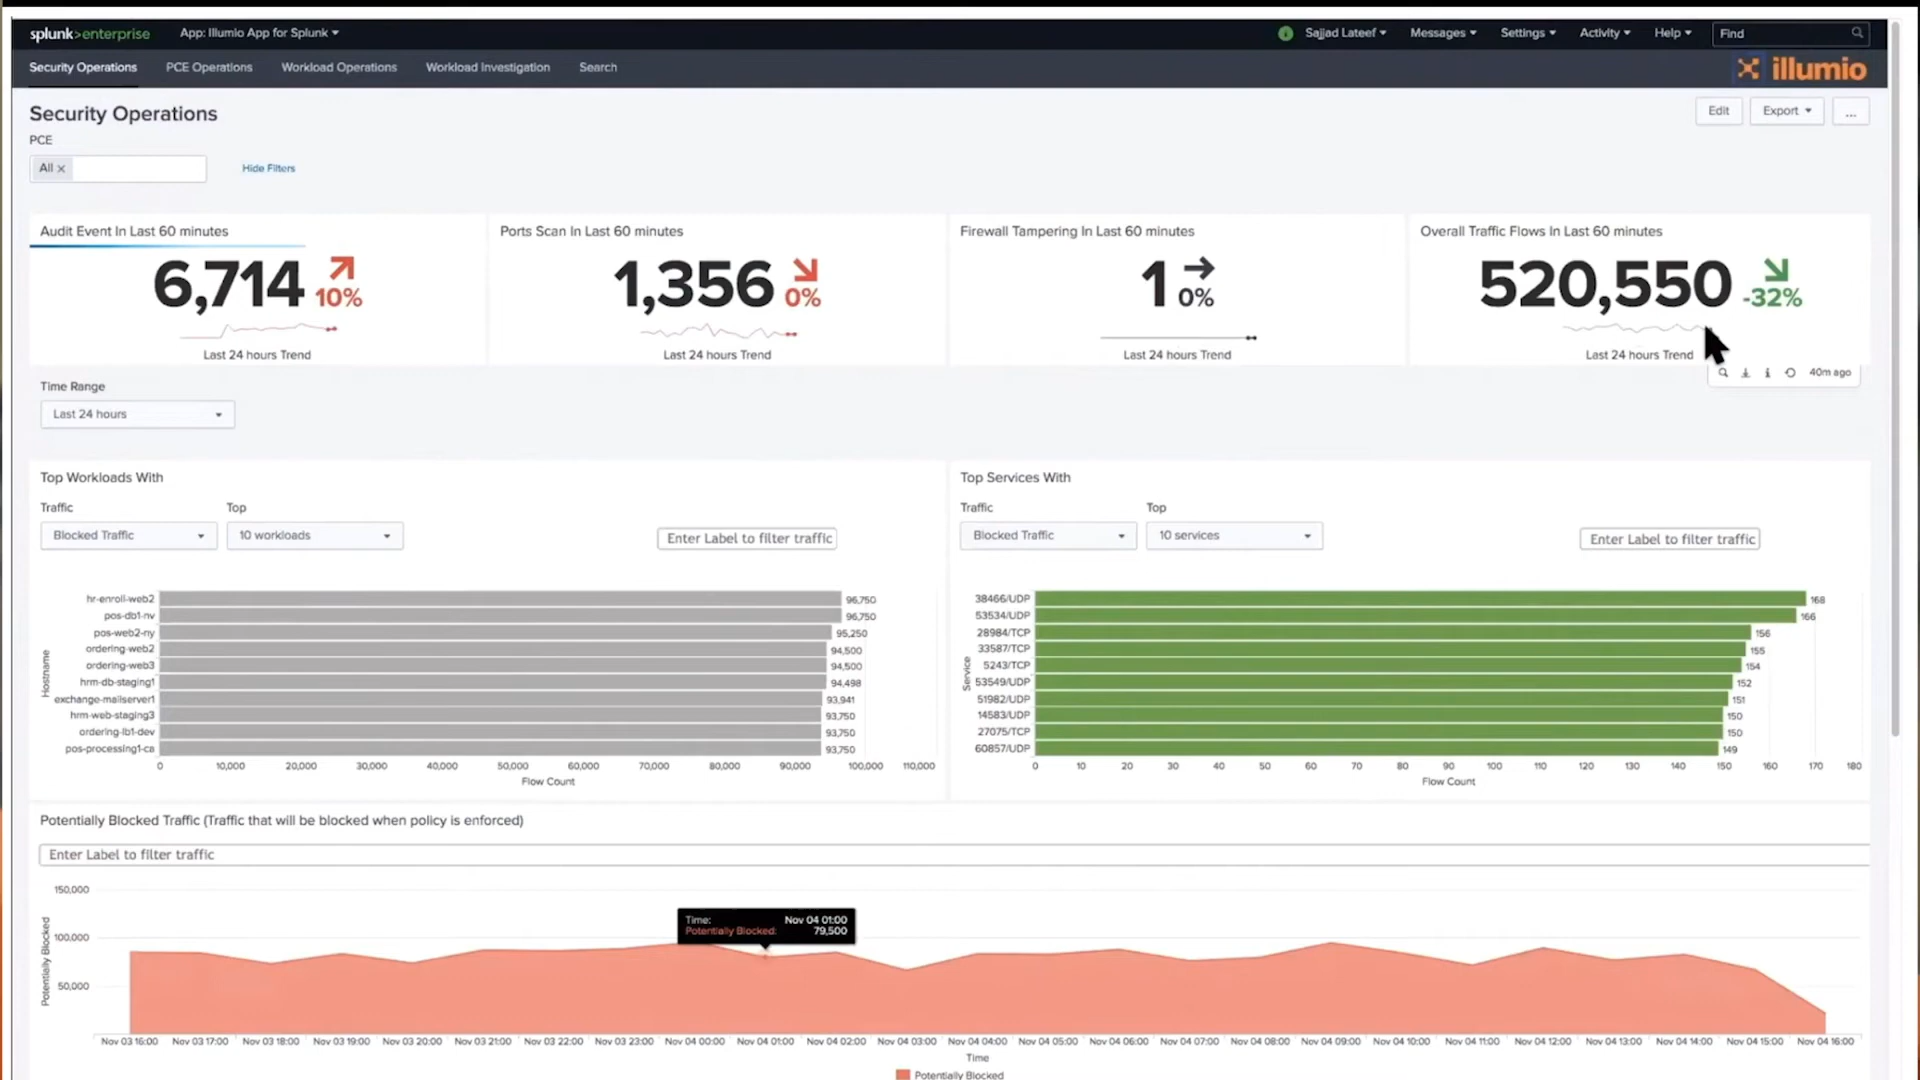 splunk>enterprise App: Illumio App for Splunk Sajjad Lateef Messages Settings Activity Help Find
Security Operations PCE Operations Workload Operations Workload Investigation Search illumio
Security Operations Edit Export ...
PCE
All × Hide Filters
Audit Event In Last 60 minutes Ports Scan In Last 60 minutes Firewall Tampering In Last 60 minutes Overall Traffic Flows In Last 60 minutes
6,714 10% 1,356 0% 1 0% 520,550 -32%
Last 24 hours Trend Last 24 hours Trend Last 24 hours Trend Last 24 hours Trend
40m ago
Time Range
Last 24 hours
Top Workloads With
Traffic Top
Blocked Traffic 10 workloads Enter Label to filter traffic
Hostname
hr-enroll-web2 96,750
pos-db1-nv 96,750
pos-web2-ny 95,250
ordering-web2 94,500
ordering-web3 94,500
hrm-db-staging1 94,498
exchange-mailserver1 93,941
hrm-web-staging3 93,750
ordering-lb1-dev 93,750
pos-processing1-ca 93,750
0 10,000 20,000 30,000 40,000 50,000 60,000 70,000 80,000 90,000 100,000 110,000
Flow Count
Top Services With
Traffic Top
Blocked Traffic 10 services Enter Label to filter traffic
Service
38466/UDP 168
53534/UDP 166
28984/TCP 156
33587/TCP 155
5243/TCP 154
53549/UDP 152
51982/UDP 151
14583/UDP 150
27075/TCP 150
60857/UDP 149
0 10 20 30 40 50 60 70 80 90 100 110 120 130 140 150 160 170 180
Flow Count
Potentially Blocked Traffic (Traffic that will be blocked when policy is enforced)
Enter Label to filter traffic
Potentially Blocked
150,000
100,000
50,000
Time: Nov 04 01:00
Potentially Blocked: 79,500
Nov 03 16:00 Nov 03 17:00 Nov 03 18:00 Nov 03 19:00 Nov 03 20:00 Nov 03 21:00 Nov 03 22:00 Nov 03 23:00 Nov 04 00:00 Nov 04 01:00 Nov 04 02:00 Nov 04 03:00 Nov 04 04:00 Nov 04 05:00 Nov 04 06:00 Nov 04 07:00 Nov 04 08:00 Nov 04 09:00 Nov 04 10:00 Nov 04 11:00 Nov 04 12:00 Nov 04 13:00 Nov 04 14:00 Nov 04 15:00 Nov 04 16:00
Time
Potentially Blocked